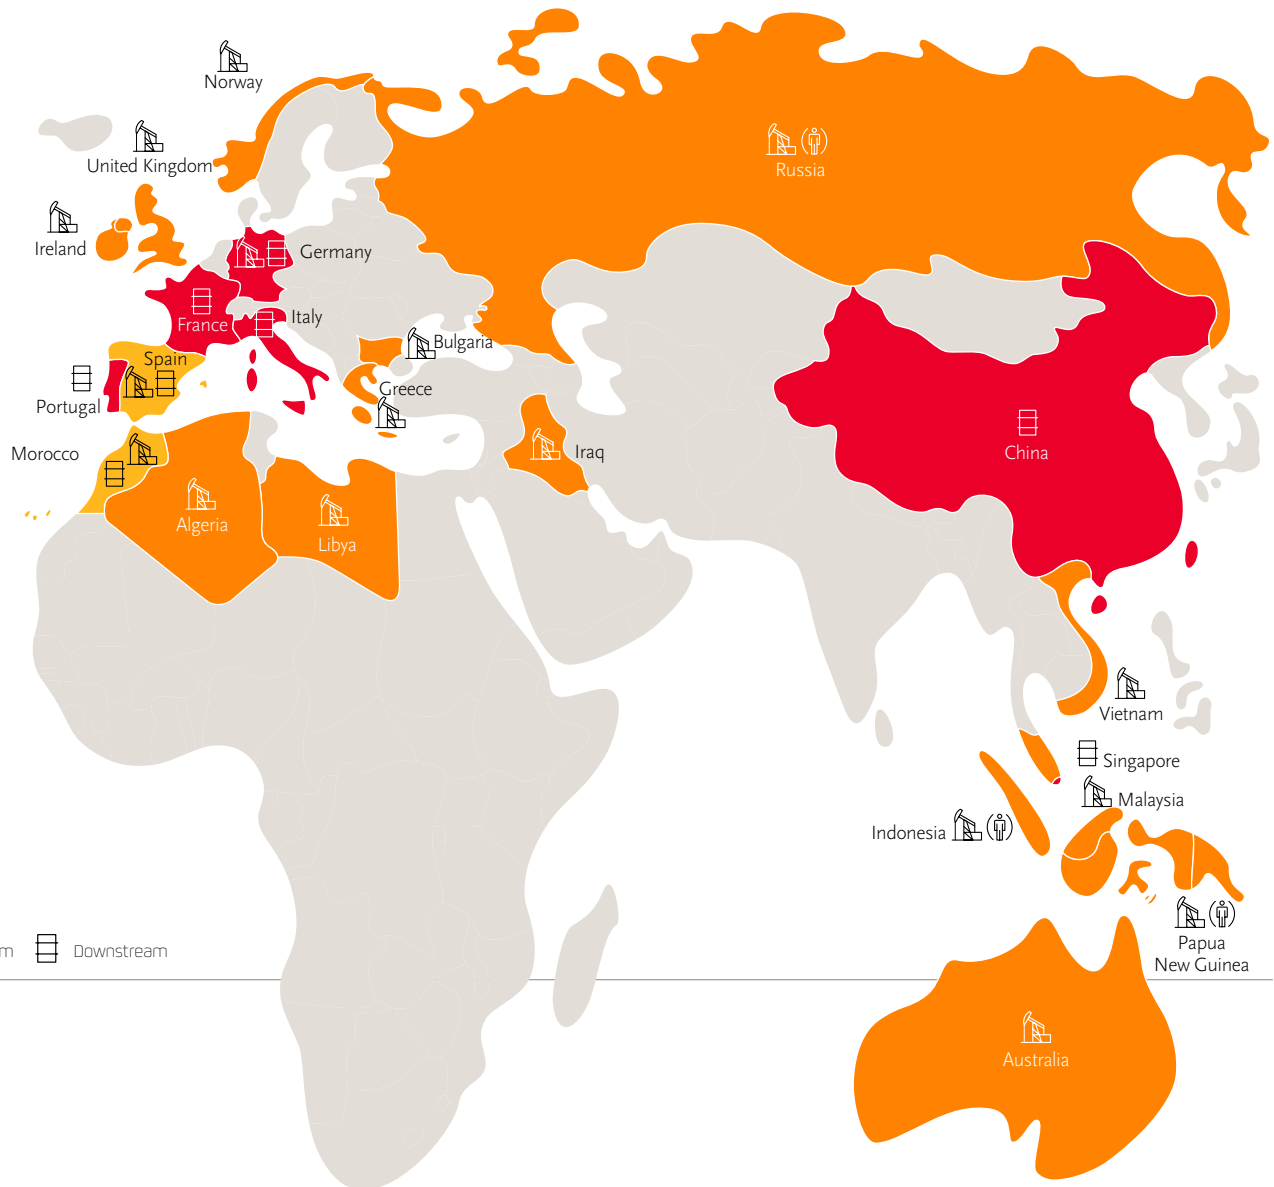 Norway
United Kingdom
Russia
Ireland
Germany
Italy
France
Bulgaria
Spain
Greece
Portugal
Morocco
Iraq
China
Algeria
Libya
Vietnam
Singapore
Malaysia
Indonesia
Papua
New Guinea
m Downstream
Australia